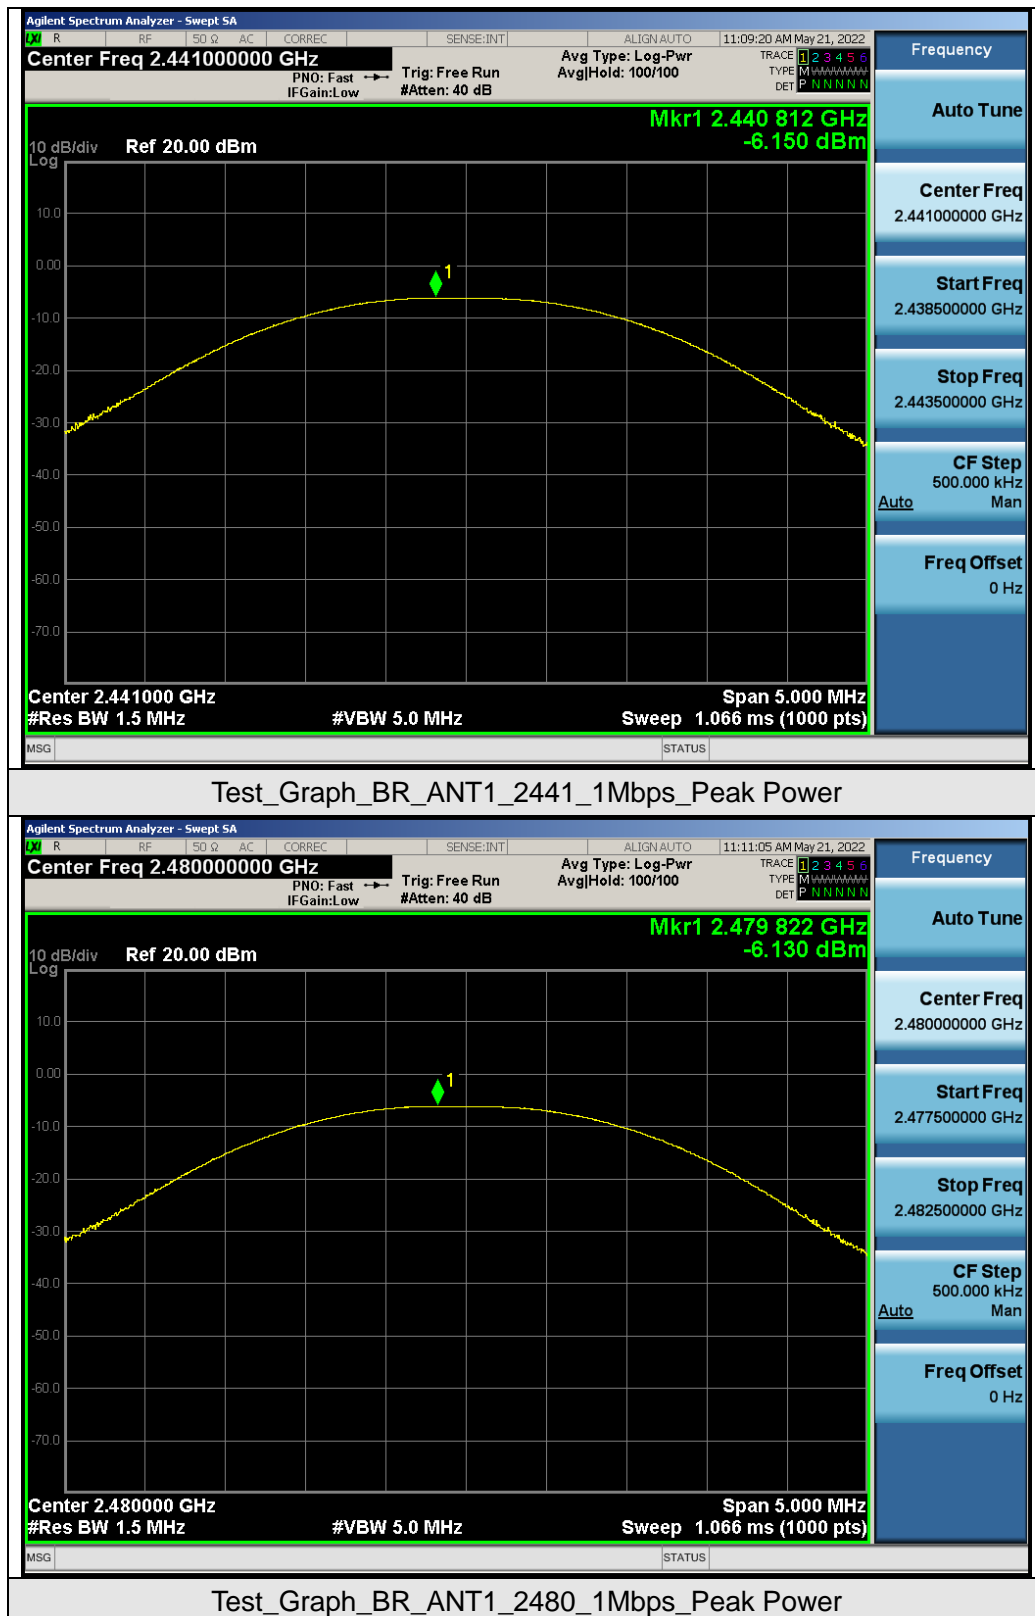 Agilent Spectrum Analyzer - Swept SA
LXI R RF 50 Ω AC CORREC SENSE:INT ALIGN AUTO 11:09:20 AM May 21, 2022
Center Freq 2.441000000 GHz
PNO: Fast
IFGain:Low
Trig: Free Run
#Atten: 40 dB
Avg Type: Log-Pwr
Avg|Hold: 100/100
TRACE 1 2 3 4 5 6
TYPE M
DET P N N N N N
Mkr1 2.440 812 GHz
-6.150 dBm
10 dB/div Ref 20.00 dBm
Log
10.0
0.00
1
-10.0
-20.0
-30.0
-40.0
-50.0
-60.0
-70.0
Center 2.441000 GHz Span 5.000 MHz
#Res BW 1.5 MHz #VBW 5.0 MHz Sweep 1.066 ms (1000 pts)
MSG STATUS
Frequency
Auto Tune
Center Freq
2.441000000 GHz
Start Freq
2.438500000 GHz
Stop Freq
2.443500000 GHz
CF Step
500.000 kHz
Auto Man
Freq Offset
0 Hz
Test_Graph_BR_ANT1_2441_1Mbps_Peak Power
Agilent Spectrum Analyzer - Swept SA
LXI R RF 50 Ω AC CORREC SENSE:INT ALIGN AUTO 11:11:05 AM May 21, 2022
Center Freq 2.480000000 GHz
PNO: Fast
IFGain:Low
Trig: Free Run
#Atten: 40 dB
Avg Type: Log-Pwr
Avg|Hold: 100/100
TRACE 1 2 3 4 5 6
TYPE M
DET P N N N N N
Mkr1 2.479 822 GHz
-6.130 dBm
10 dB/div Ref 20.00 dBm
Log
10.0
0.00
1
-10.0
-20.0
-30.0
-40.0
-50.0
-60.0
-70.0
Center 2.480000 GHz Span 5.000 MHz
#Res BW 1.5 MHz #VBW 5.0 MHz Sweep 1.066 ms (1000 pts)
MSG STATUS
Frequency
Auto Tune
Center Freq
2.480000000 GHz
Start Freq
2.477500000 GHz
Stop Freq
2.482500000 GHz
CF Step
500.000 kHz
Auto Man
Freq Offset
0 Hz
Test_Graph_BR_ANT1_2480_1Mbps_Peak Power